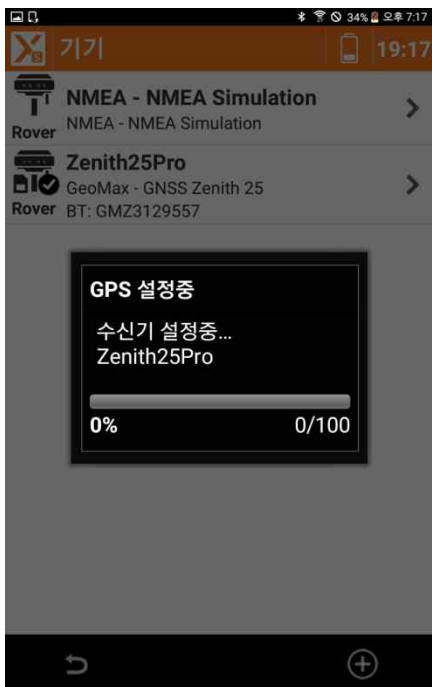 34% 오후 7:17
X S 기기 19:17
NMEA - NMEA Simulation
NMEA - NMEA Simulation
Rover
Zenith25Pro
GeoMax - GNSS Zenith 25
Rover BT: GMZ3129557
GPS 설정중
수신기 설정중...
Zenith25Pro
0% 0/100